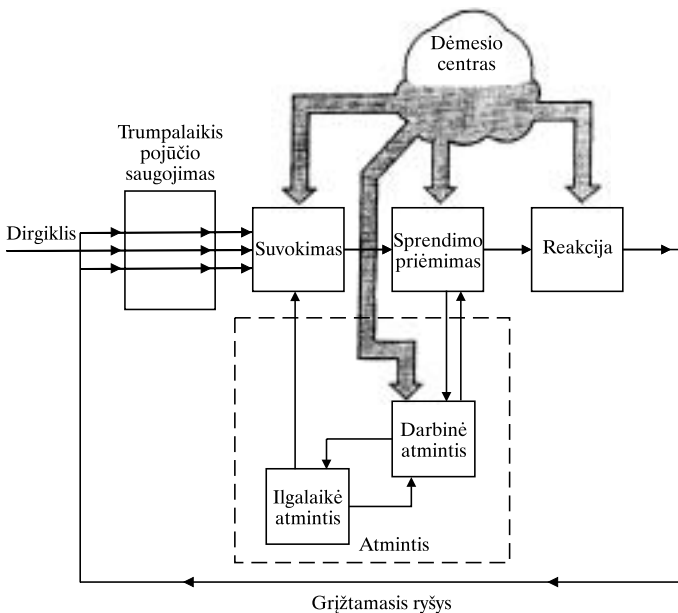 Dėmesio
centras
Trumpalaikis
pojūčio
saugojimas
Dirgiklis
Suvokimas
Sprendimo
priėmimas
Reakcija
Darbinė
atmintis
Ilgalaikė
atmintis
Atmintis
Grįžtamasis ryšys